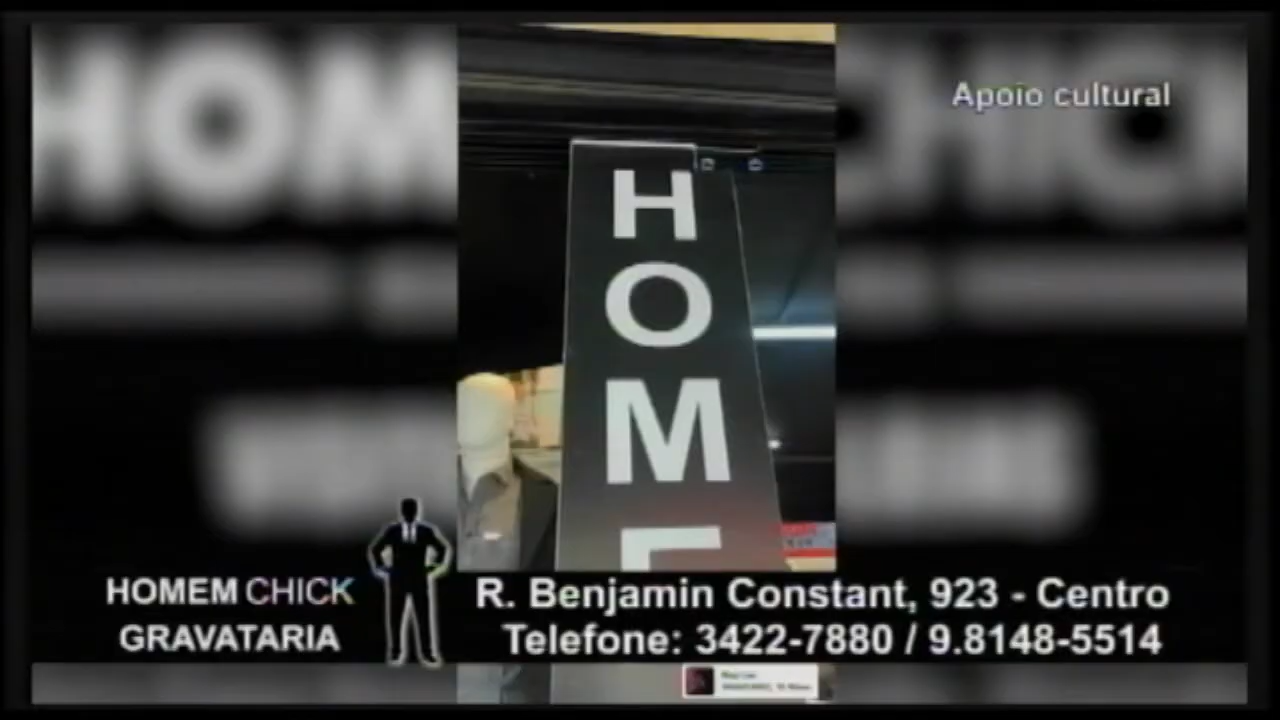 Apoio cultural
H
O
M
E
HOMEM CHICK
GRAVATARIA
R. Benjamin Constant, 923 - Centro
Telefone: 3422-7880 / 9.8148-5514